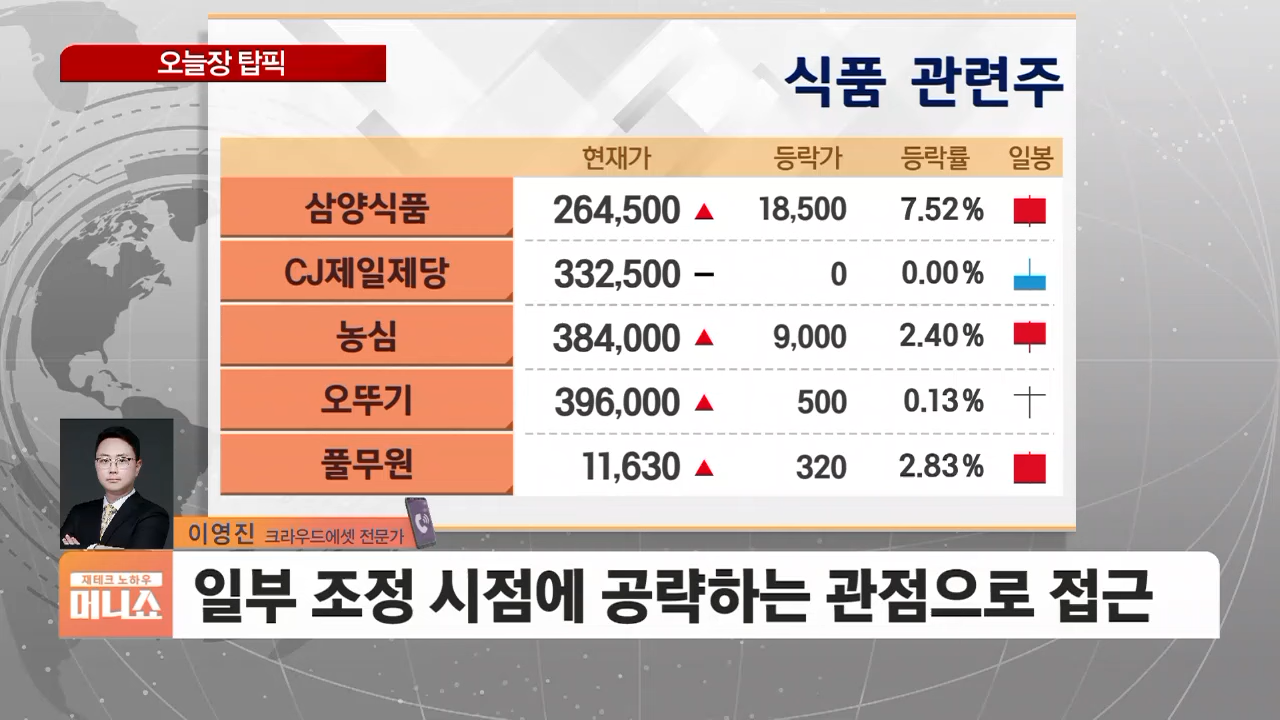 오늘장 탑픽
식품 관련주
현재가 등락가 등락률 일봉
삼양식품 264,500 ▲ 18,500 7.52%
CJ제일제당 332,500 – 0 0.00%
농심 384,000 ▲ 9,000 2.40%
오뚜기 396,000 ▲ 500 0.13%
풀무원 11,630 ▲ 320 2.83%
이영진 크라우드에셋 전문가
재테크 노하우
머니쇼
일부 조정 시점에 공략하는 관점으로 접근